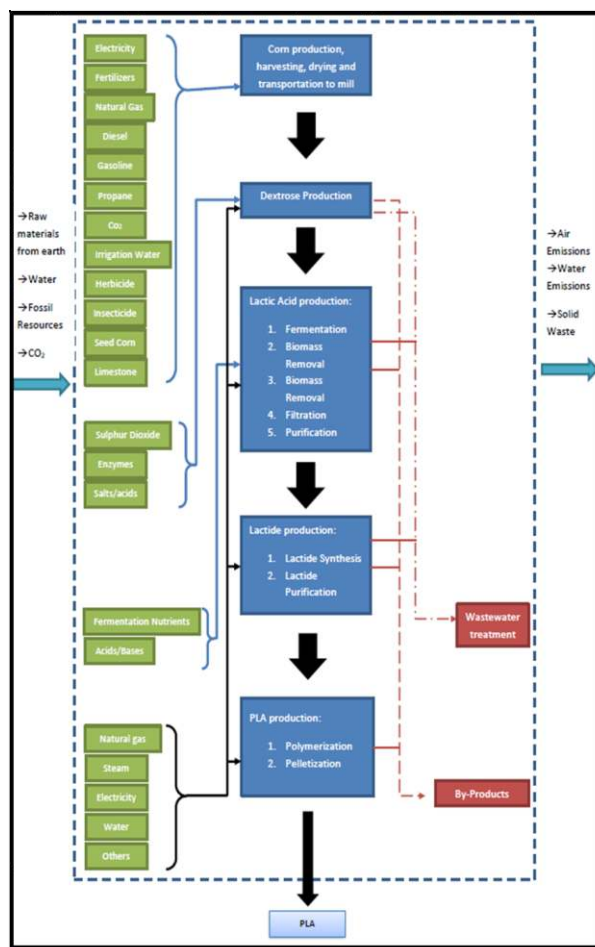 Electricity
Fertilizers
Natural Gas
Diesel
Gasoline
Propane
Co₂
Irrigation Water
Herbicide
Insecticide
Seed Corn
Limestone
Corn production,
harvesting, drying and
transportation to mill
→Raw
materials
from earth
→Water
→Fossil
Resources
→CO₂
Dextrose Production
→Air
Emissions
→Water
Emissions
→Solid
Waste
Lactic Acid production:
1. Fermentation
2. Biomass
Removal
3. Biomass
Removal
4. Filtration
5. Purification
Sulphur Dioxide
Enzymes
Salts/acids
Lactide production:
1. Lactide Synthesis
2. Lactide
Purification
Fermentation Nutrients
Acids/Bases
Wastewater
treatment
PLA production:
1. Polymerization
2. Pelletization
Natural gas
Steam
Electricity
Water
Others
By-Products
PLA